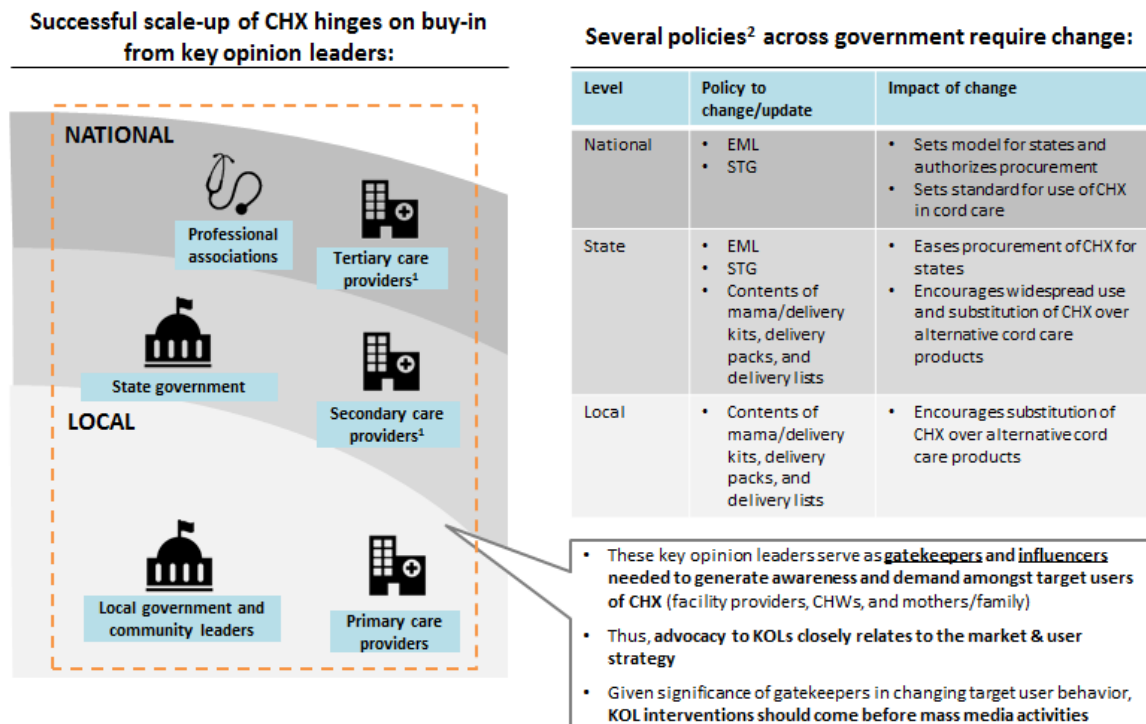 Successful scale-up of CHX hinges on buy-in
from key opinion leaders:
NATIONAL
Professional
associations
Tertiary care
providers¹
State government
Secondary care
providers¹
LOCAL
Local government and
community leaders
Primary care
providers
Several policies² across government require change:
Level
Policy to
change/update
Impact of change
National
• EML
• STG
• Sets model for states and
authorizes procurement
• Sets standard for use of CHX
in cord care
State
• EML
• STG
• Contents of
mama/delivery
kits, delivery
packs, and
delivery lists
• Eases procurement of CHX for
states
• Encourages widespread use
and substitution of CHX over
alternative cord care
products
Local
• Contents of
mama/delivery
kits, delivery
packs, and
delivery lists
• Encourages substitution of
CHX over alternative cord
care products
• These key opinion leaders serve as gatekeepers and influencers
needed to generate awareness and demand amongst target users
of CHX (facility providers, CHWs, and mothers/family)
• Thus, advocacy to KOLs closely relates to the market & user
strategy
• Given significance of gatekeepers in changing target user behavior,
KOL interventions should come before mass media activities